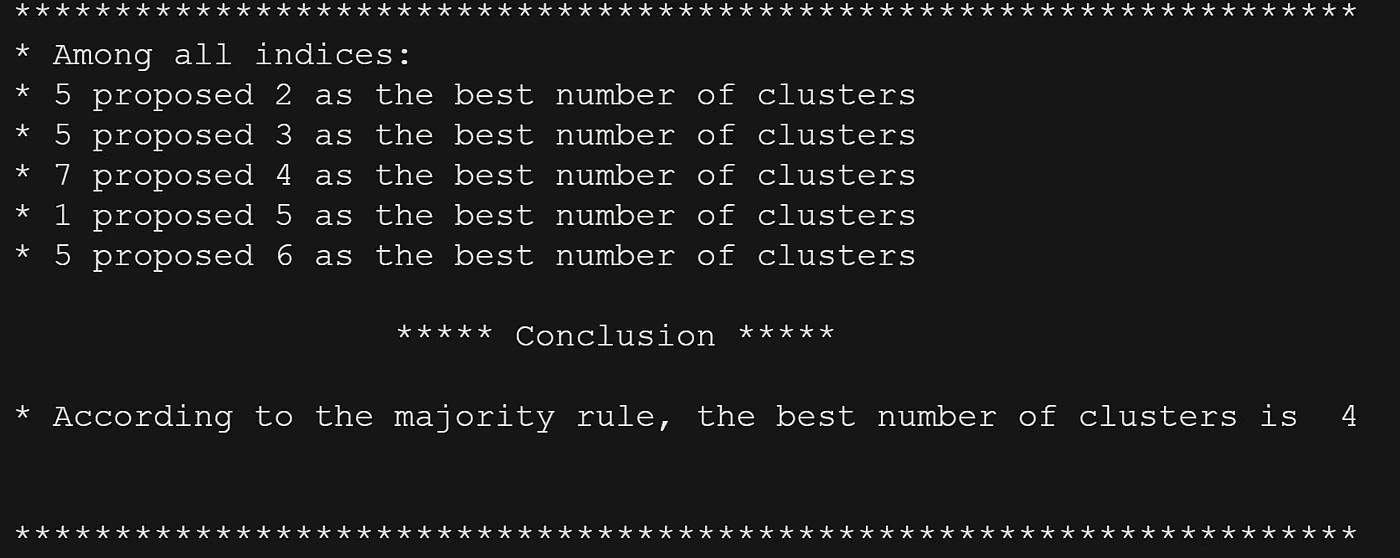 *******************************************************************
* Among all indices:
* 5 proposed 2 as the best number of clusters
* 5 proposed 3 as the best number of clusters
* 7 proposed 4 as the best number of clusters
* 1 proposed 5 as the best number of clusters
* 5 proposed 6 as the best number of clusters
***** Conclusion *****
* According to the majority rule, the best number of clusters is  4
*******************************************************************